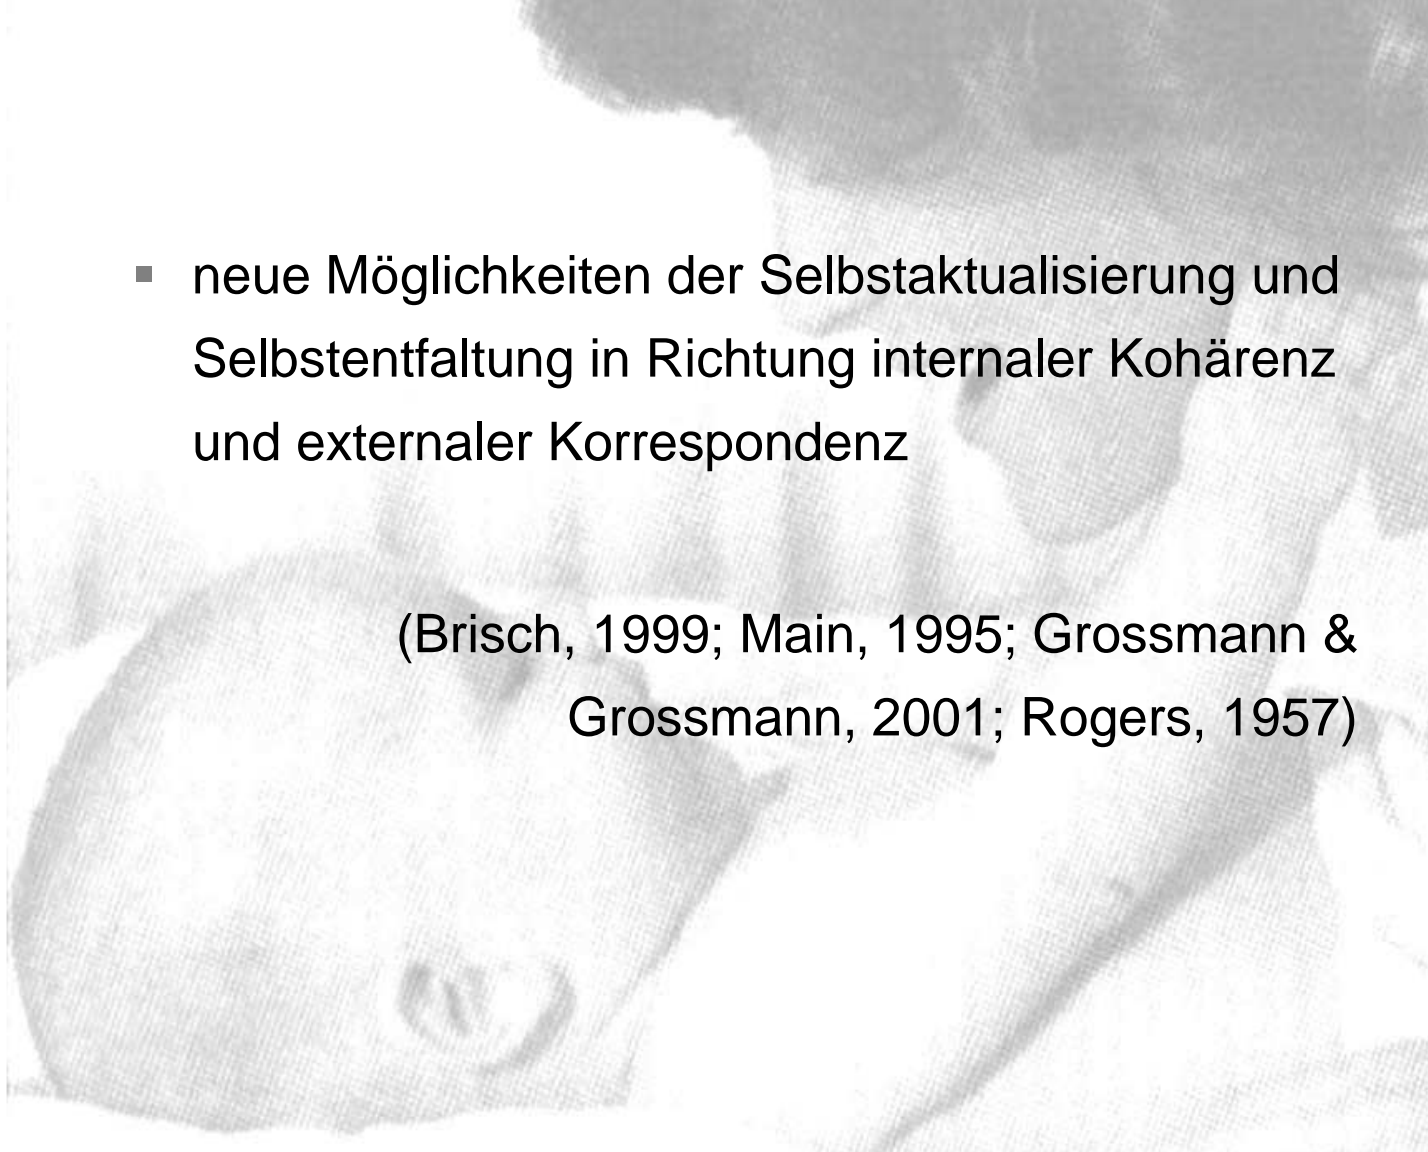 ▪ neue Möglichkeiten der Selbstaktualisierung und
Selbstentfaltung in Richtung internaler Kohärenz
und externaler Korrespondenz
(Brisch, 1999; Main, 1995; Grossmann &
Grossmann, 2001; Rogers, 1957)